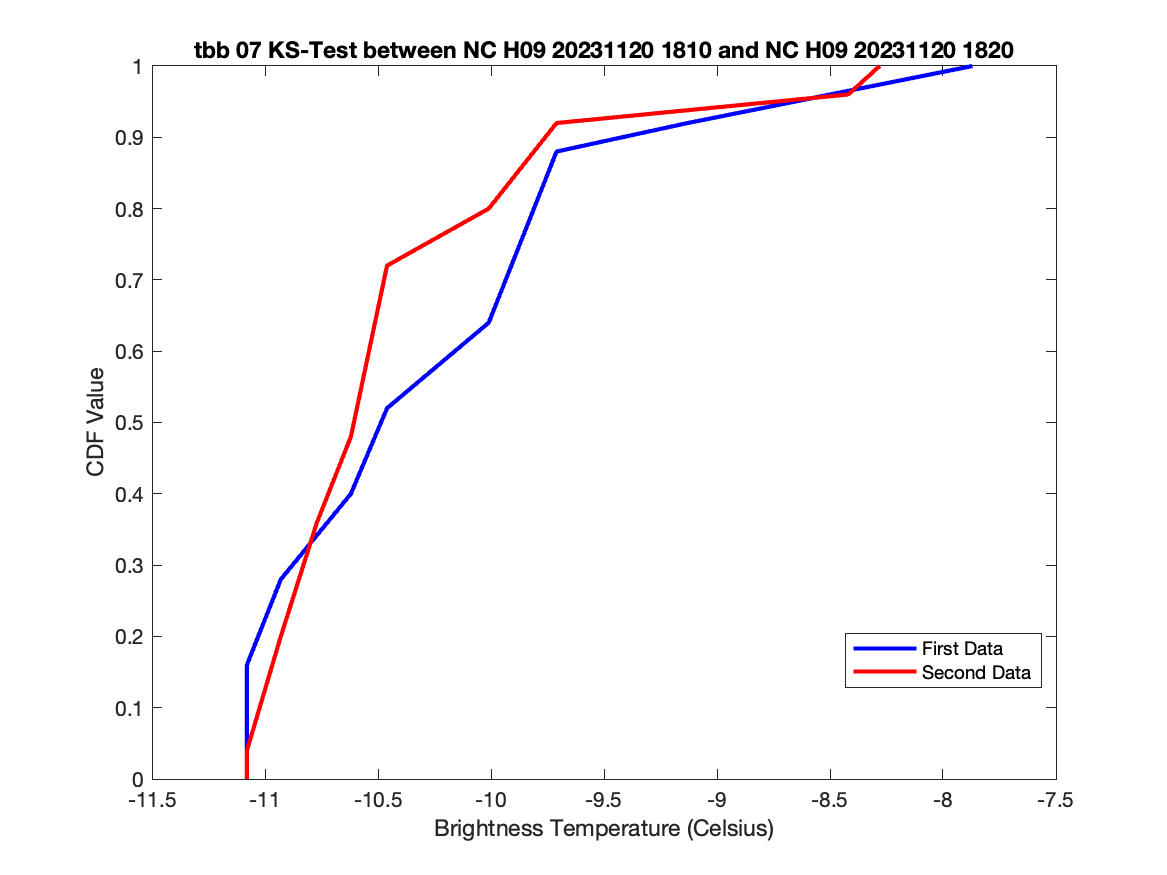 tbb 07 KS-Test between NC H09 20231120 1810 and NC H09 20231120 1820
1
0.9
0.8
0.7
0.6
0.5
0.4
0.3
0.2
0.1
0
CDF Value
First Data
Second Data
-11.5 -11 -10.5 -10 -9.5 -9 -8.5 -8 -7.5
Brightness Temperature (Celsius)